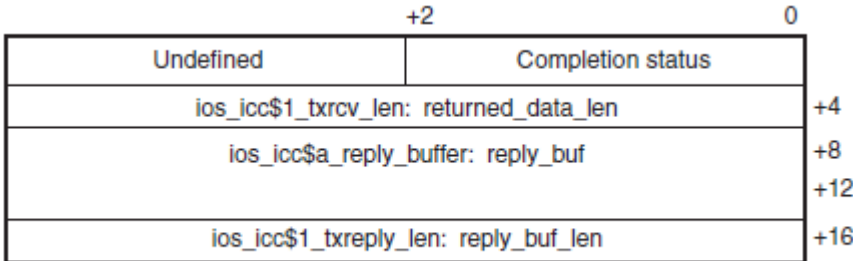 +2 0
Undefined Completion status
ios_icc$1_txrcv_len: returned_data_len +4
ios_icc$a_reply_buffer: reply_buf +8
+12
ios_icc$1_txreply_len: reply_buf_len +16